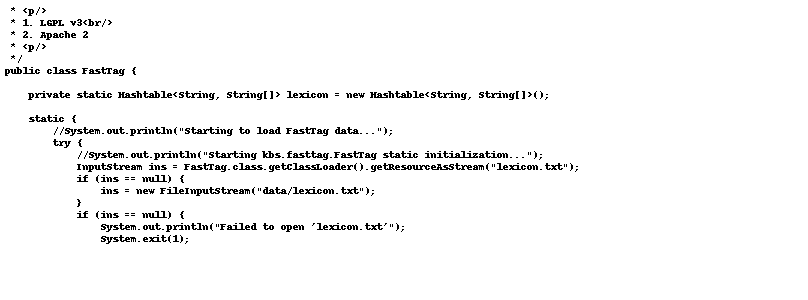 * <p/>
 * 1. LGPL v3<br/>
 * 2. Apache 2
 * <p/>
 */
public class FastTag {

    private static Hashtable<String, String[]> lexicon = new Hashtable<String, String[]>();

    static {
        //System.out.println("Starting to load FastTag data...");
        try {
            //System.out.println("Starting kbs.fasttag.FastTag static initialization...");
            InputStream ins = FastTag.class.getClassLoader().getResourceAsStream("lexicon.txt");
            if (ins == null) {
                ins = new FileInputStream("data/lexicon.txt");
            }
            if (ins == null) {
                System.out.println("Failed to open 'lexicon.txt'");
                System.exit(1);